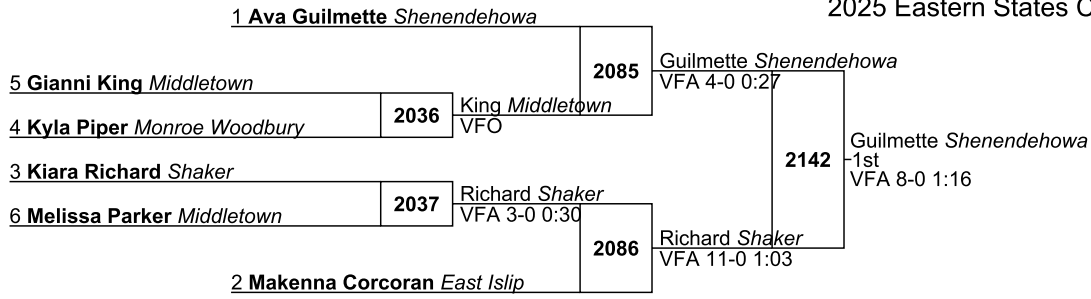 2025 Eastern States
1 Ava Guilmette Shenendehowa
2085
Guilmette Shenendehowa
VFA 4-0 0:27
5 Gianni King Middletown
2036
King Middletown
VFO
4 Kyla Piper Monroe Woodbury
2142
Guilmette Shenendehowa
1st
VFA 8-0 1:16
3 Kiara Richard Shaker
2037
Richard Shaker
VFA 3-0 0:30
6 Melissa Parker Middletown
2086
Richard Shaker
VFA 11-0 1:03
2 Makenna Corcoran East Islip